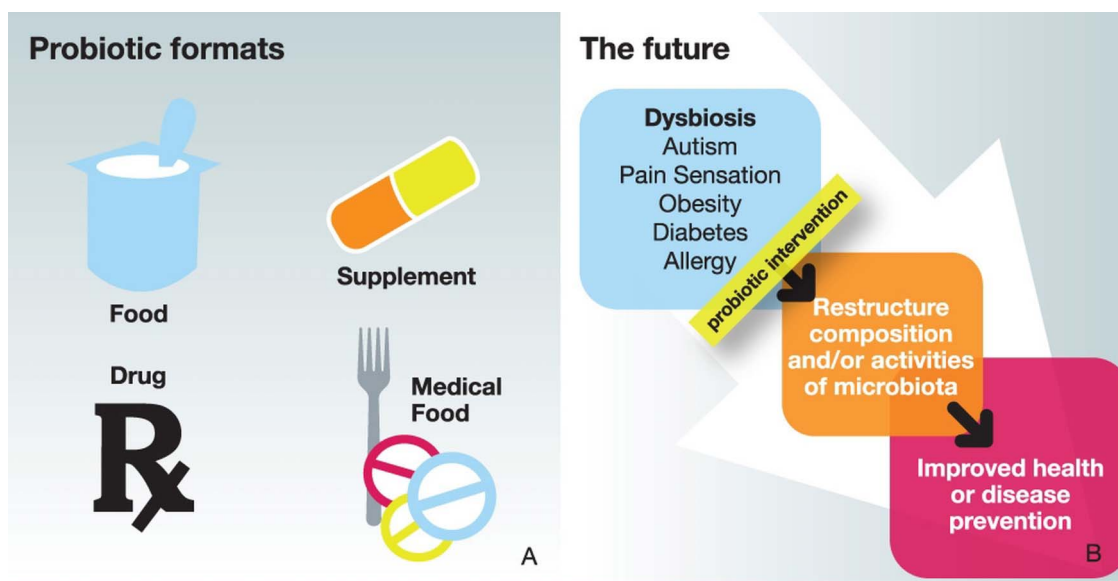 Probiotic formats
Food
Supplement
Drug
Rx
Medical
Food
A
The future
Dysbiosis
Autism
Pain Sensation
Obesity
Diabetes
Allergy
probiotic intervention
Restructure
composition
and/or activities
of microbiota
Improved health
or disease
prevention
B